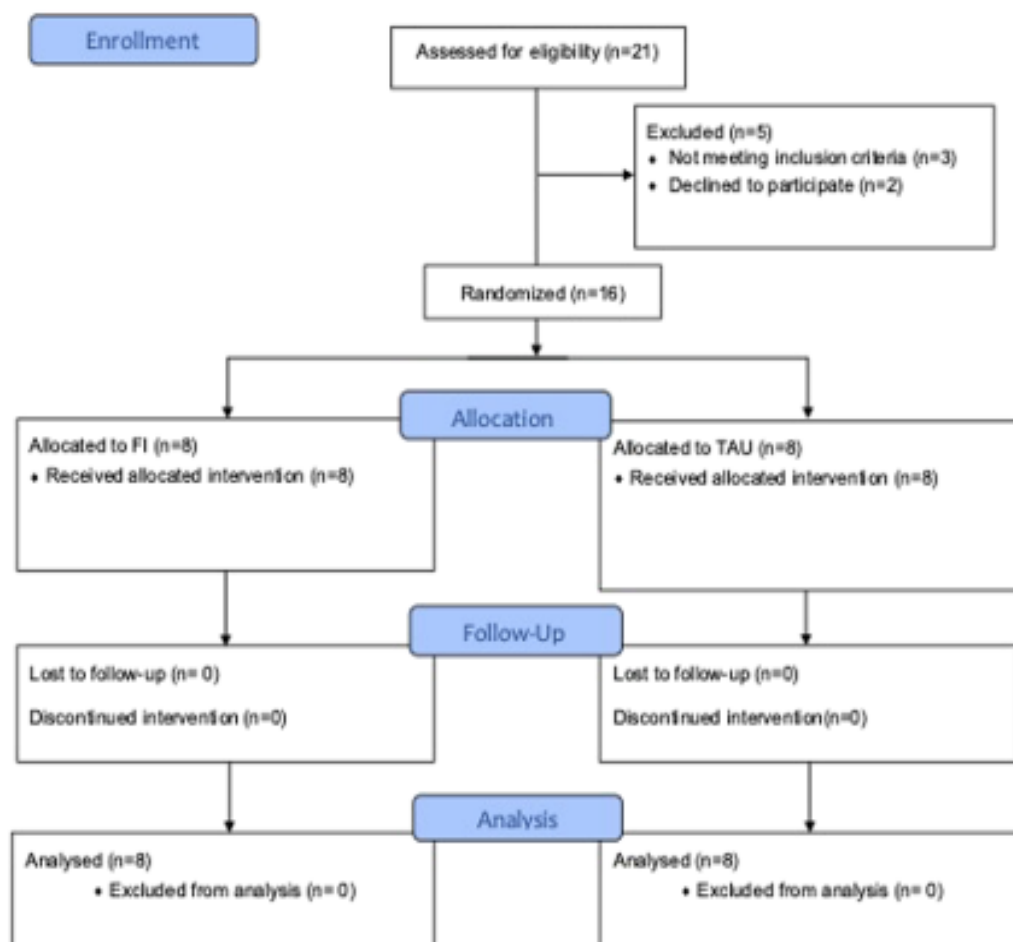 Enrollment
Assessed for eligibility (n=21)
Excluded (n=5)
• Not meeting inclusion criteria (n=3)
• Declined to participate (n=2)
Randomized (n=16)
Allocation
Allocated to FI (n=8)
• Received allocated intervention (n=8)
Allocated to TAU (n=8)
• Received allocated intervention (n=8)
Follow-Up
Lost to follow-up (n= 0)
Discontinued intervention (n=0)
Lost to follow-up (n=0)
Discontinued intervention(n=0)
Analysis
Analysed (n=8)
• Excluded from analysis (n= 0)
Analysed (n=8)
• Excluded from analysis (n= 0)